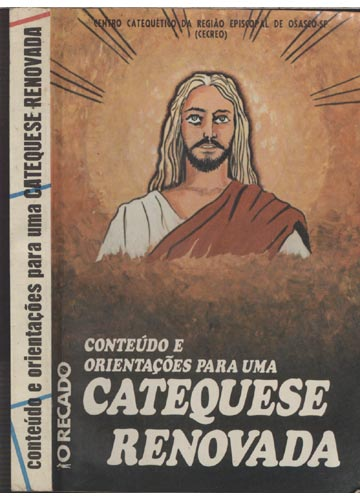 CENTRO CATEQUÉTICO DA REGIÃO EPISCOPAL DE OSASCO-SP
(CECREO)
CONTEÚDO E
ORIENTAÇÕES PARA UMA
CATEQUESE
RENOVADA
O RECADO
conteúdo e orientações para uma CATEQUESE RENOVADA